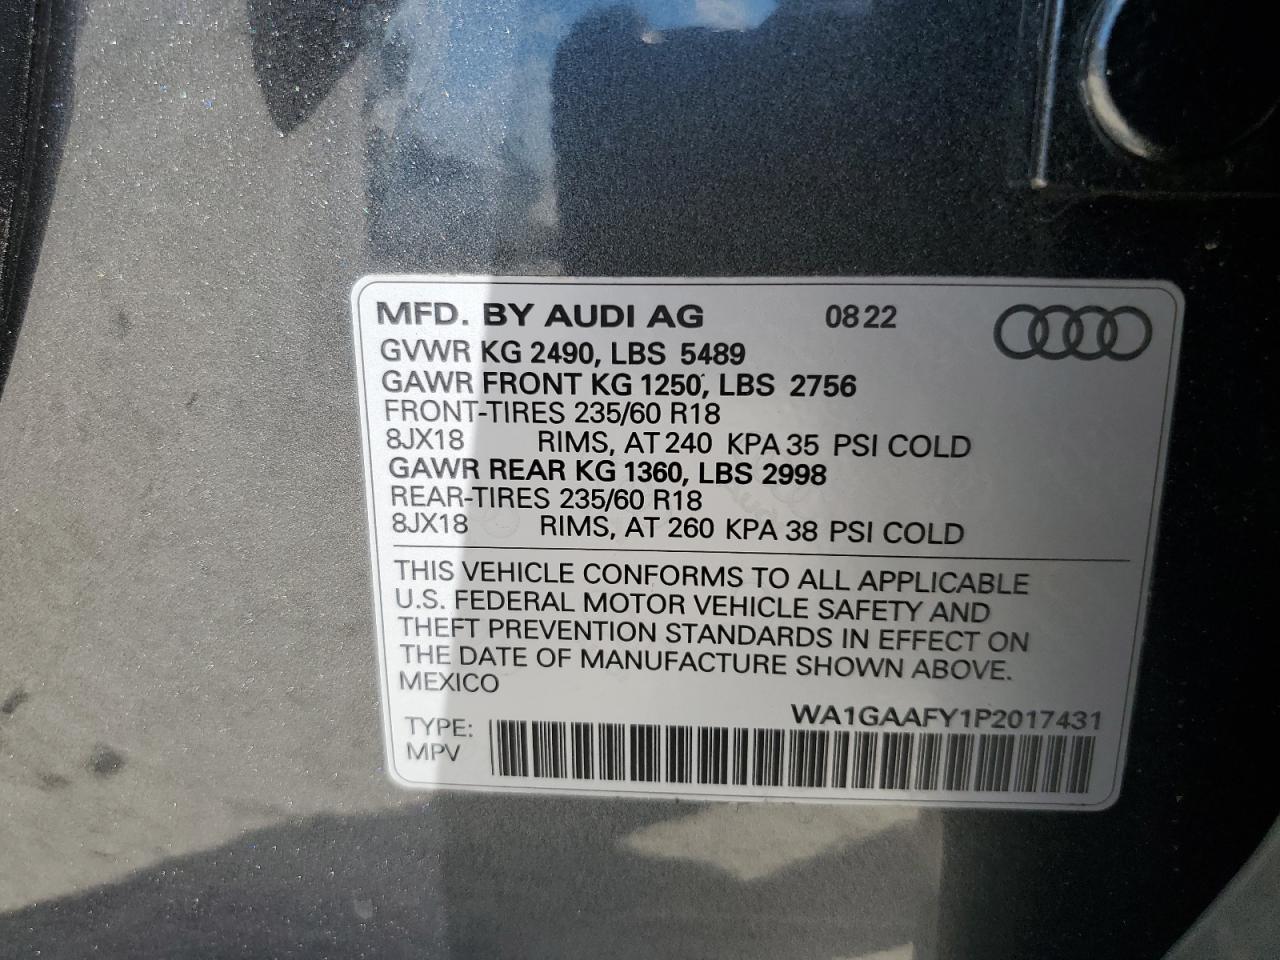 MFD. BY AUDI AG 08 22
GVWR KG 2490, LBS 5489
GAWR FRONT KG 1250, LBS 2756
FRONT-TIRES 235/60 R18
8JX18 RIMS, AT 240 KPA 35 PSI COLD
GAWR REAR KG 1360, LBS 2998
REAR-TIRES 235/60 R18
8JX18 RIMS, AT 260 KPA 38 PSI COLD
THIS VEHICLE CONFORMS TO ALL APPLICABLE
U.S. FEDERAL MOTOR VEHICLE SAFETY AND
THEFT PREVENTION STANDARDS IN EFFECT ON
THE DATE OF MANUFACTURE SHOWN ABOVE.
MEXICO
WA1GAAFY1P2017431
TYPE:
MPV